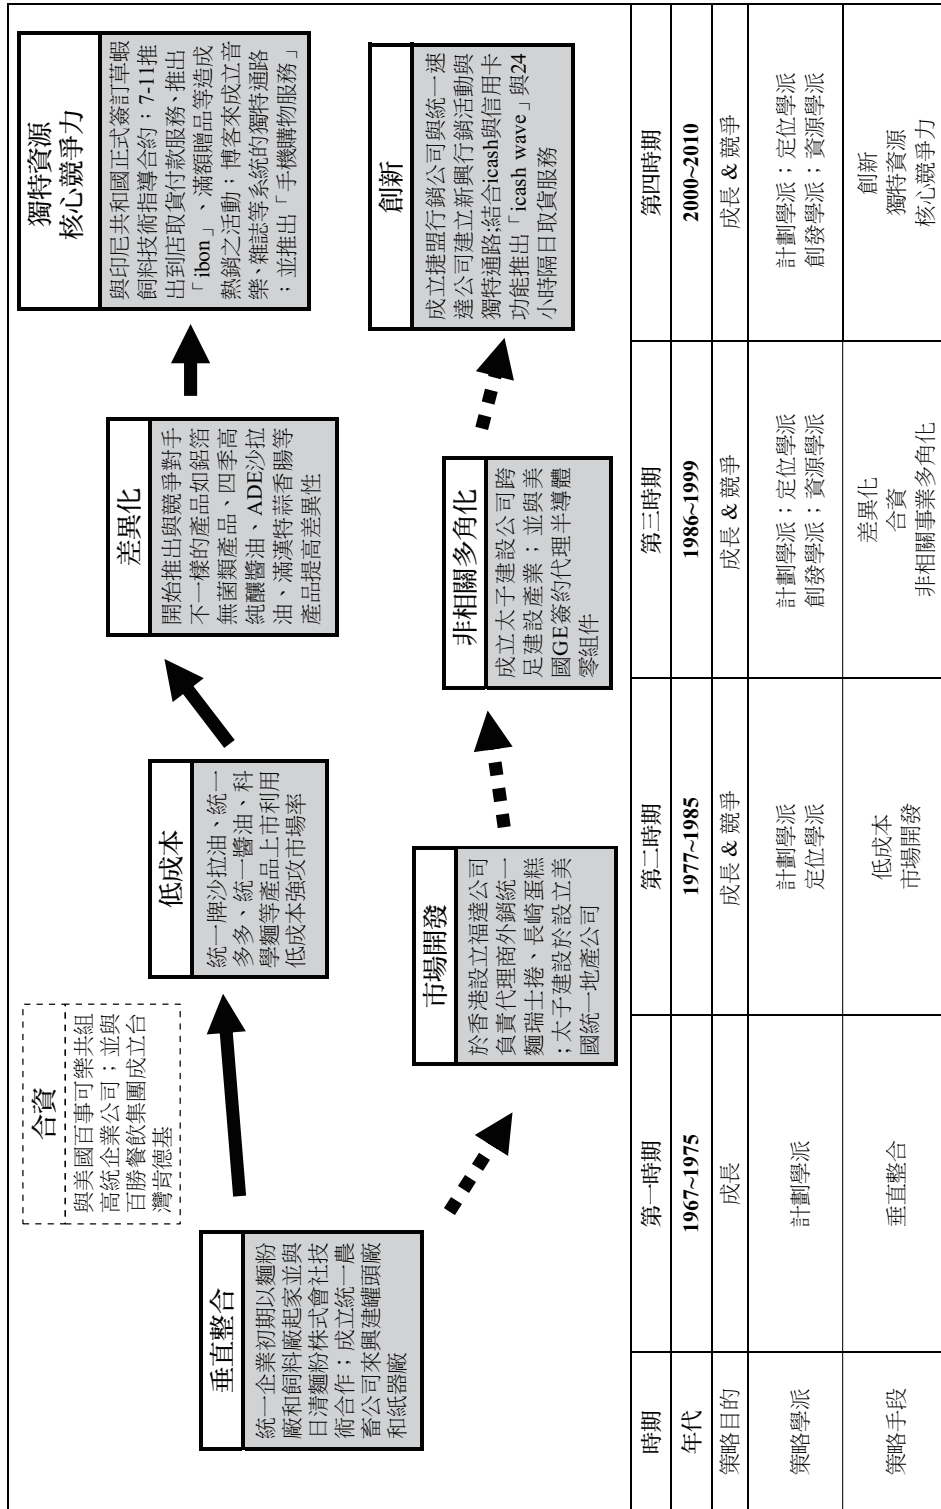 垂直整合
統一企業初期以麵粉
廠和飼料廠起家並與
日清麵粉株式會社技
術合作；成立統一農
畜公司來興建罐頭廠
和紙器廠
合資
與美國百事可樂共組
高統企業公司；並與
百勝餐飲集團成立台
灣肯德基
低成本
統一牌沙拉油、統一
多多、統一醬油、科
學麵等產品上市利用
低成本強攻市場率
差異化
開始推出與競爭對手
不一樣的產品如鋁箔
無菌類產品、四季高
純釀醬油、ADE沙拉
油、滿漢特蒜香腸等
產品提高差異性
獨特資源
核心競爭力
與印尼共和國正式簽訂草蝦
飼料技術指導合約；7-11推
出到店取貨付款服務、推出
「ibon」、滿額贈品等造成
熱銷之活動；博客來成立音
樂、雜誌等系統的獨特通路
；並推出「手機購物服務」
市場開發
於香港設立福達公司
負責代理商外銷統一
麵瑞士捲、長崎蛋糕
；太子建設於設立美
國統一地產公司
非相關多角化
成立太子建設公司跨
足建設產業；並與美
國GE簽約代理半導體
零組件
創新
成立捷盟行銷公司與統一速
達公司建立新興行銷活動與
獨特通路;結合icash與信用卡
功能推出「icash wave」與24
小時隔日取貨服務
時期 第一時期 第二時期 第三時期 第四時期
年代 1967~1975 1977~1985 1986~1999 2000~2010
策略目的 成長 成長 & 競爭 成長 & 競爭 成長 & 競爭
策略學派 計劃學派 計劃學派 定位學派 計劃學派；定位學派 創發學派；資源學派 計劃學派；定位學派 創發學派；資源學派
策略手段 垂直整合 低成本 市場開發 差異化 合資 非相關事業多角化 創新 獨特資源 核心競爭力